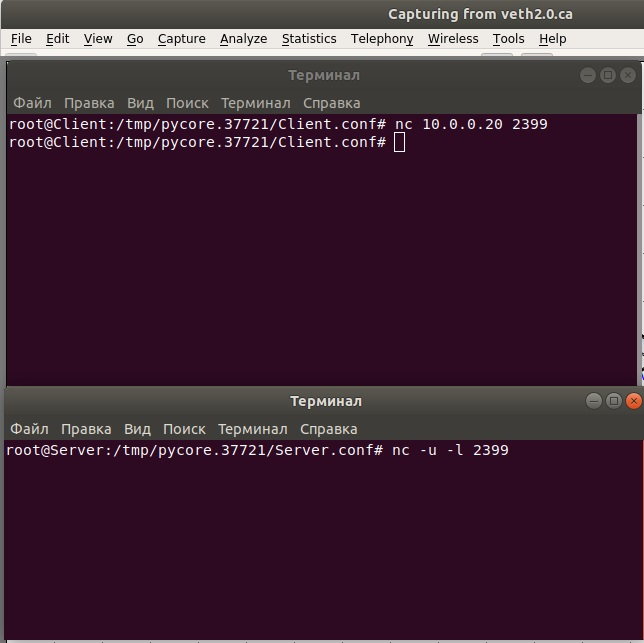 Capturing from veth2.0.ca
File Edit View Go Capture Analyze Statistics Telephony Wireless Tools Help
Терминал
Файл Правка Вид Поиск Терминал Справка
root@Client:/tmp/pycore.37721/Client.conf# nc 10.0.0.20 2399
root@Client:/tmp/pycore.37721/Client.conf#
Терминал
Файл Правка Вид Поиск Терминал Справка
root@Server:/tmp/pycore.37721/Server.conf# nc -u -l 2399